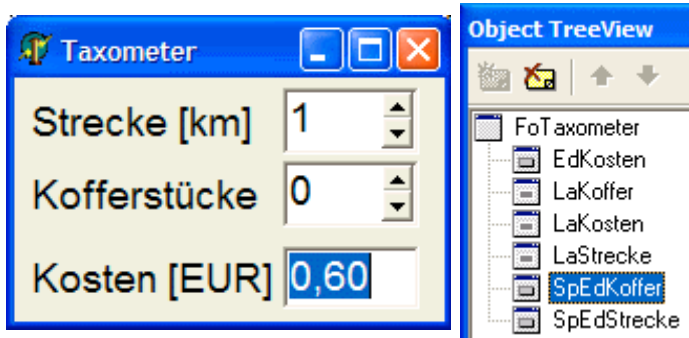 Taxometer
Strecke [km] 1
Kofferstücke 0
Kosten [EUR] 0,60
Object TreeView
FoTaxometer
EdKosten
LaKoffer
LaKosten
LaStrecke
SpEdKoffer
SpEdStrecke